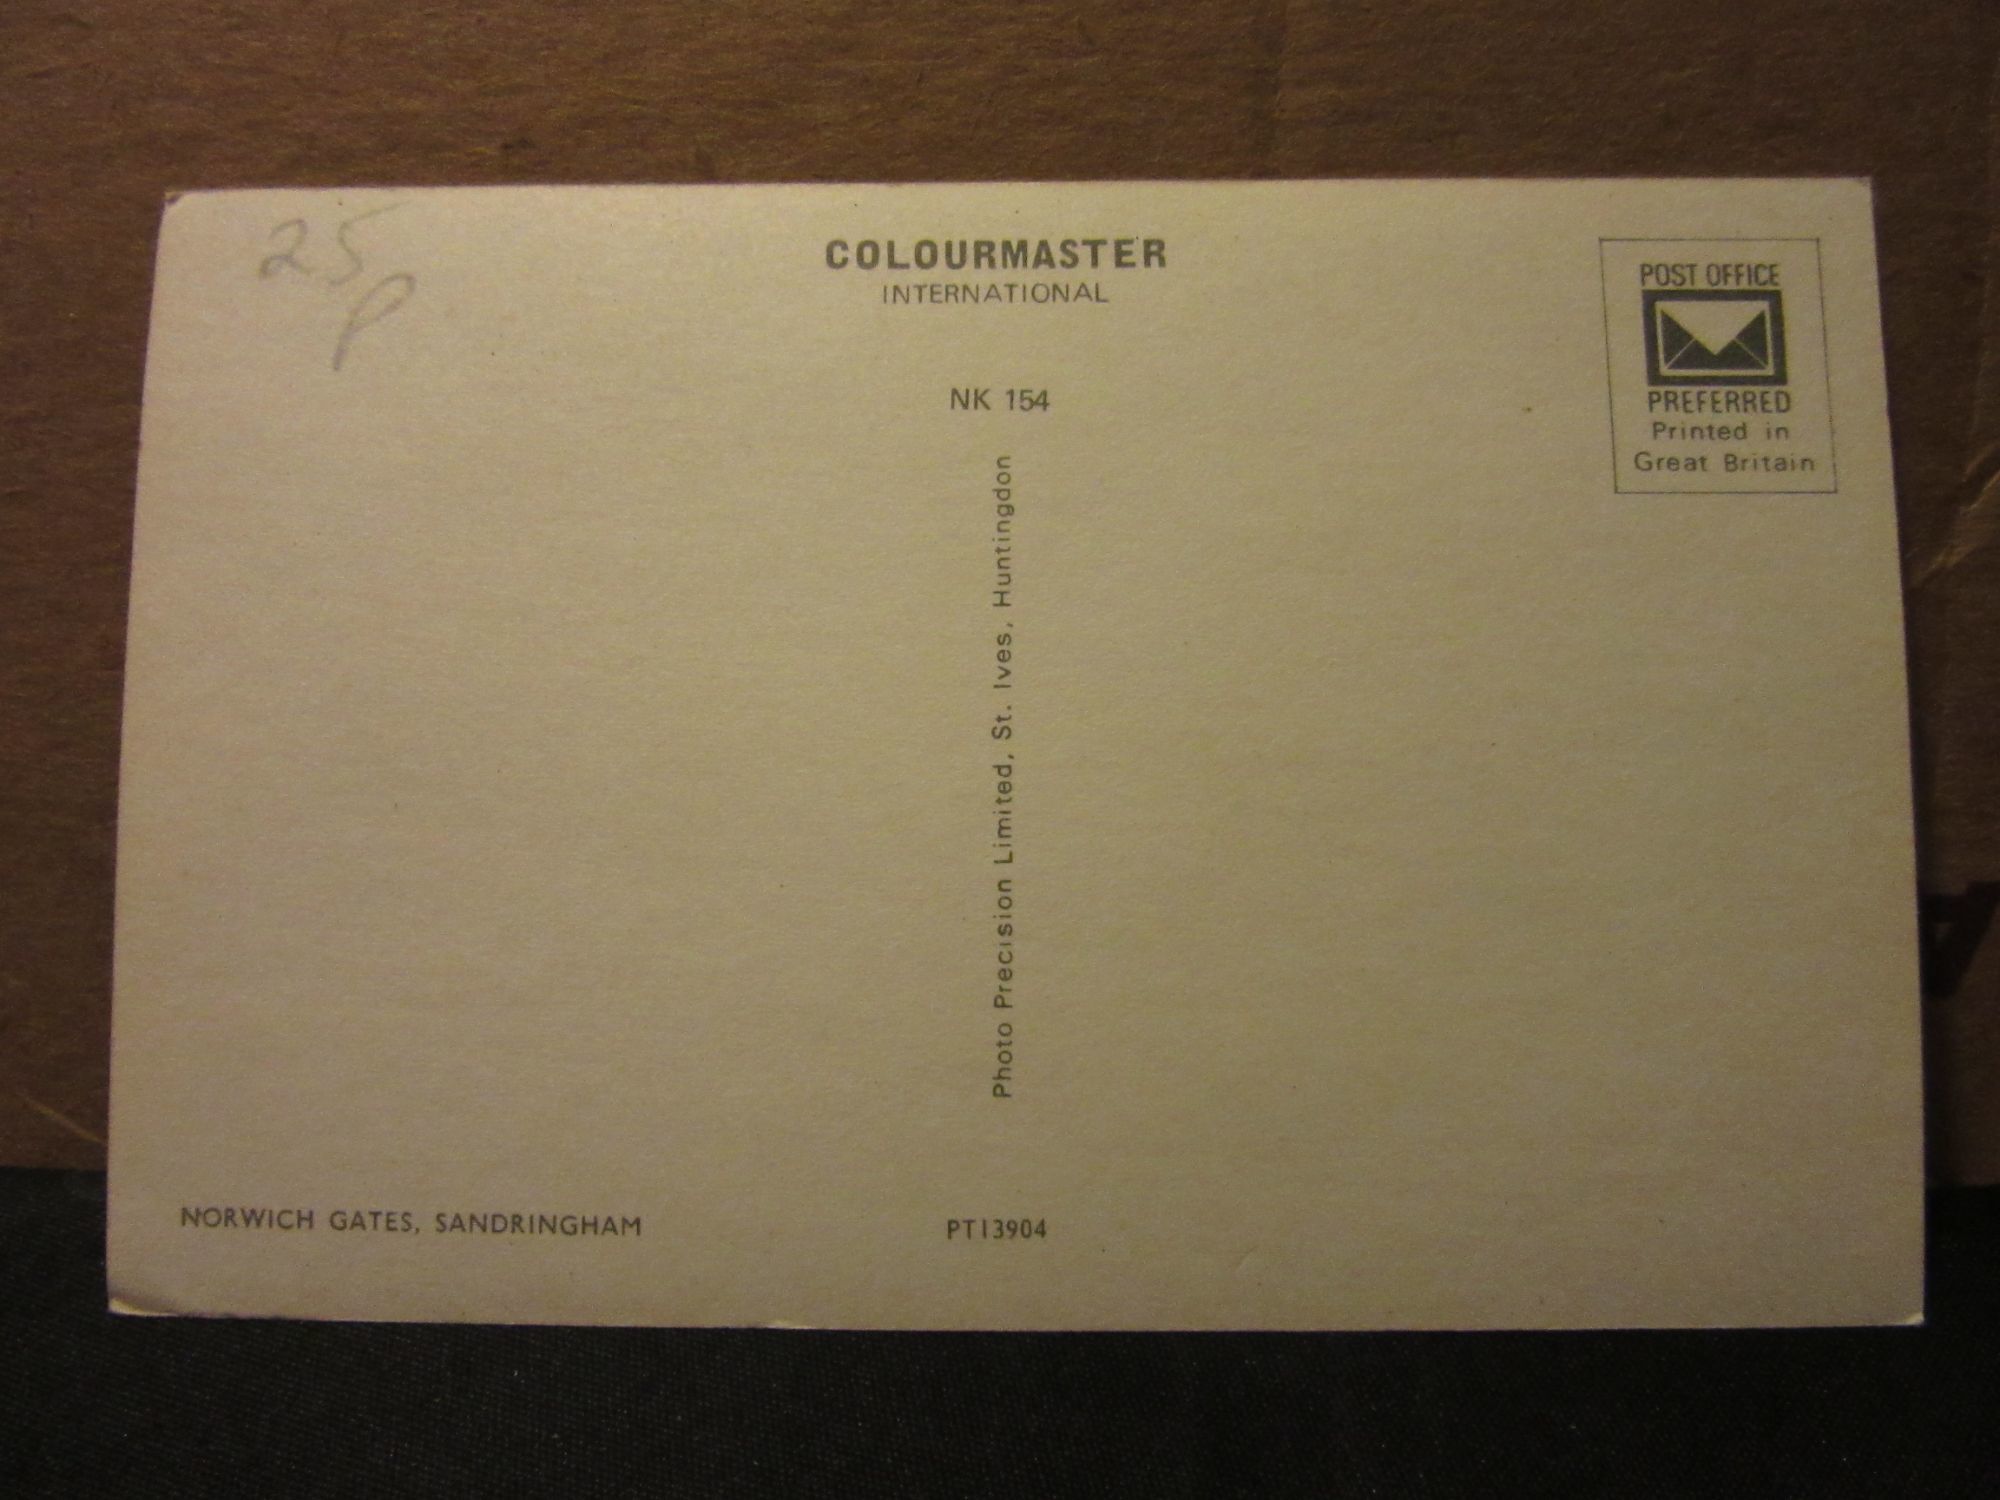 25p
COLOURMASTER
INTERNATIONAL
POST OFFICE
PREFERRED
Printed in
Great Britain
NK 154
Photo Precision Limited, St. Ives, Huntingdon
NORWICH GATES, SANDRINGHAM
PT13904